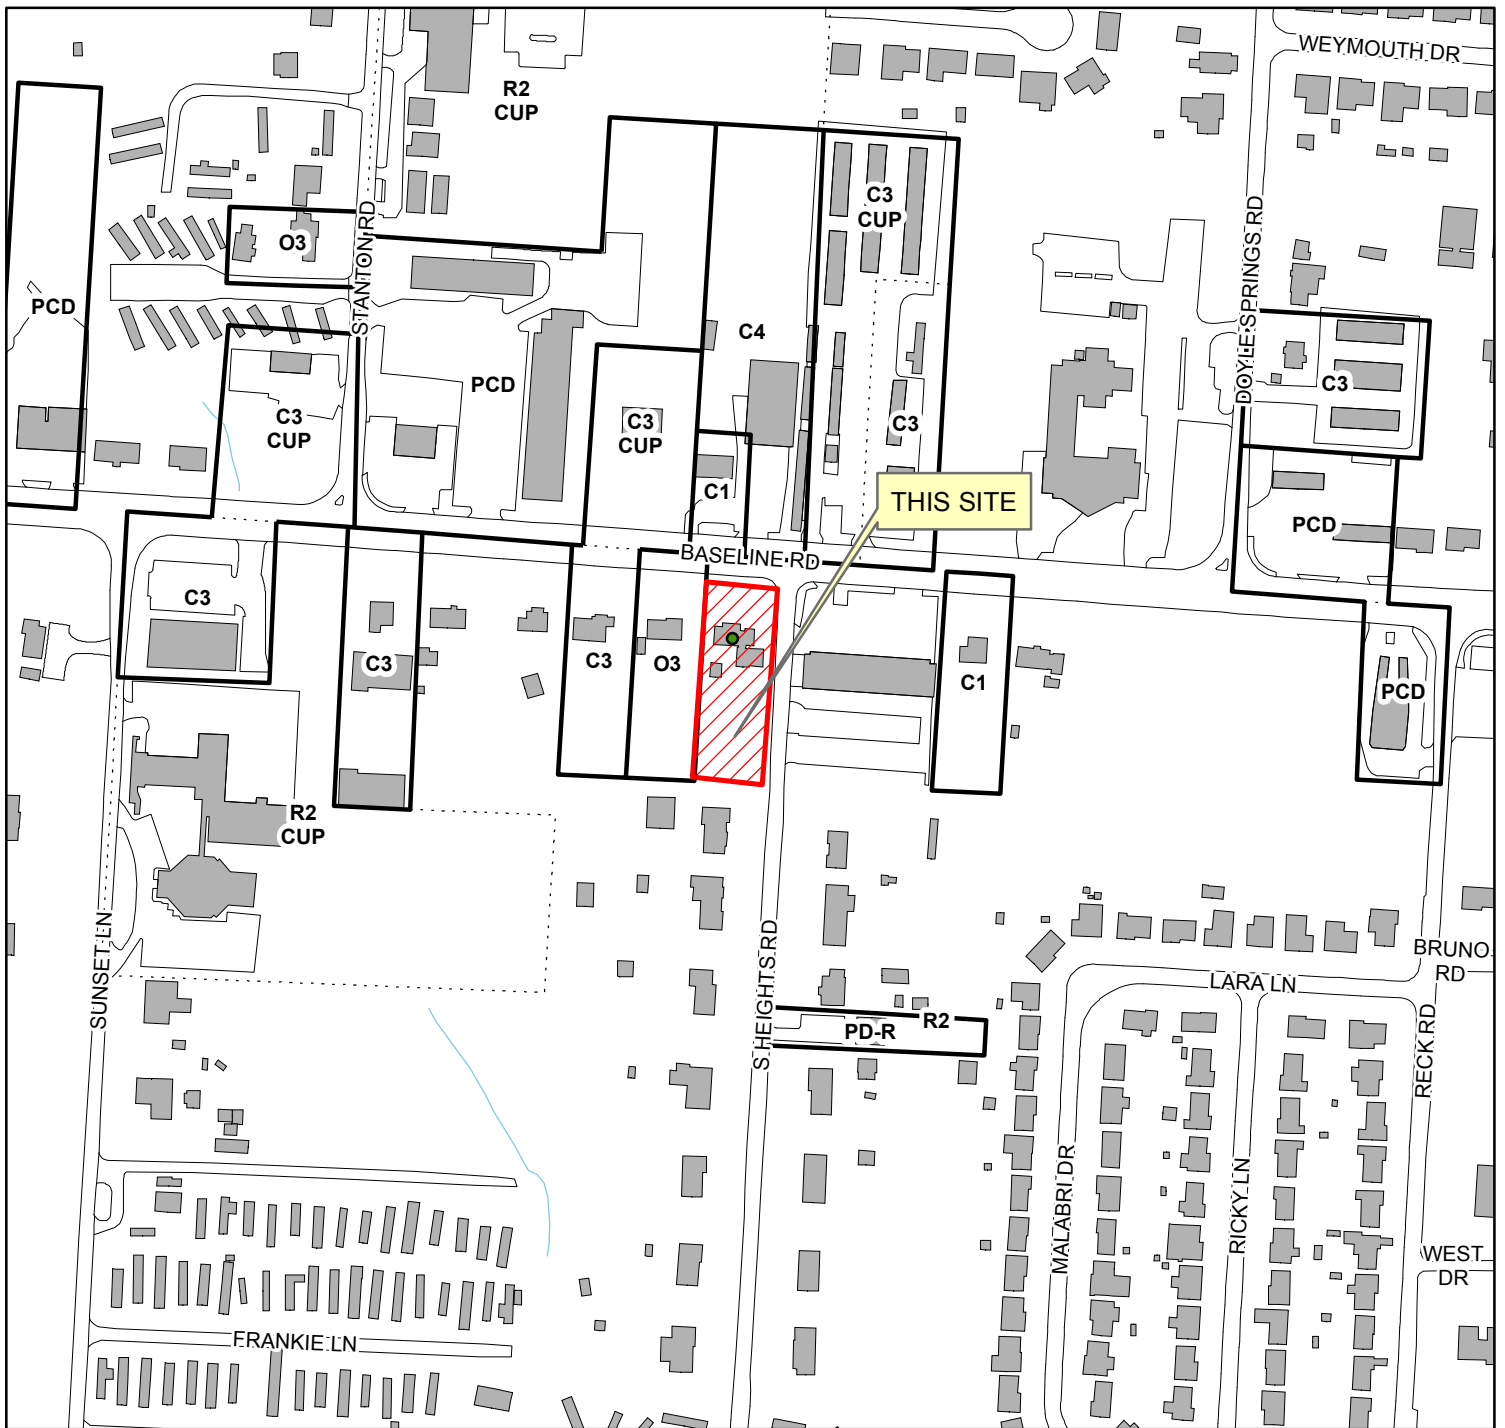 WEYMOUTH DR
R2
CUP
C3
CUP
STANTON RD
O3
DOYLE SPRINGS RD
PCD
C4
PCD
C3
C3
CUP
C3
CUP
C3
C1
THIS SITE
PCD
BASELINE RD
C3
C3
C3
O3
C1
PCD
R2
CUP
SUNSET LN
S HEIGHTS RD
BRUNO
RD
LARA LN
R2
PD-R
RECK RD
MALABRI DR
RICKY LN
WEST
DR
FRANKIE LN